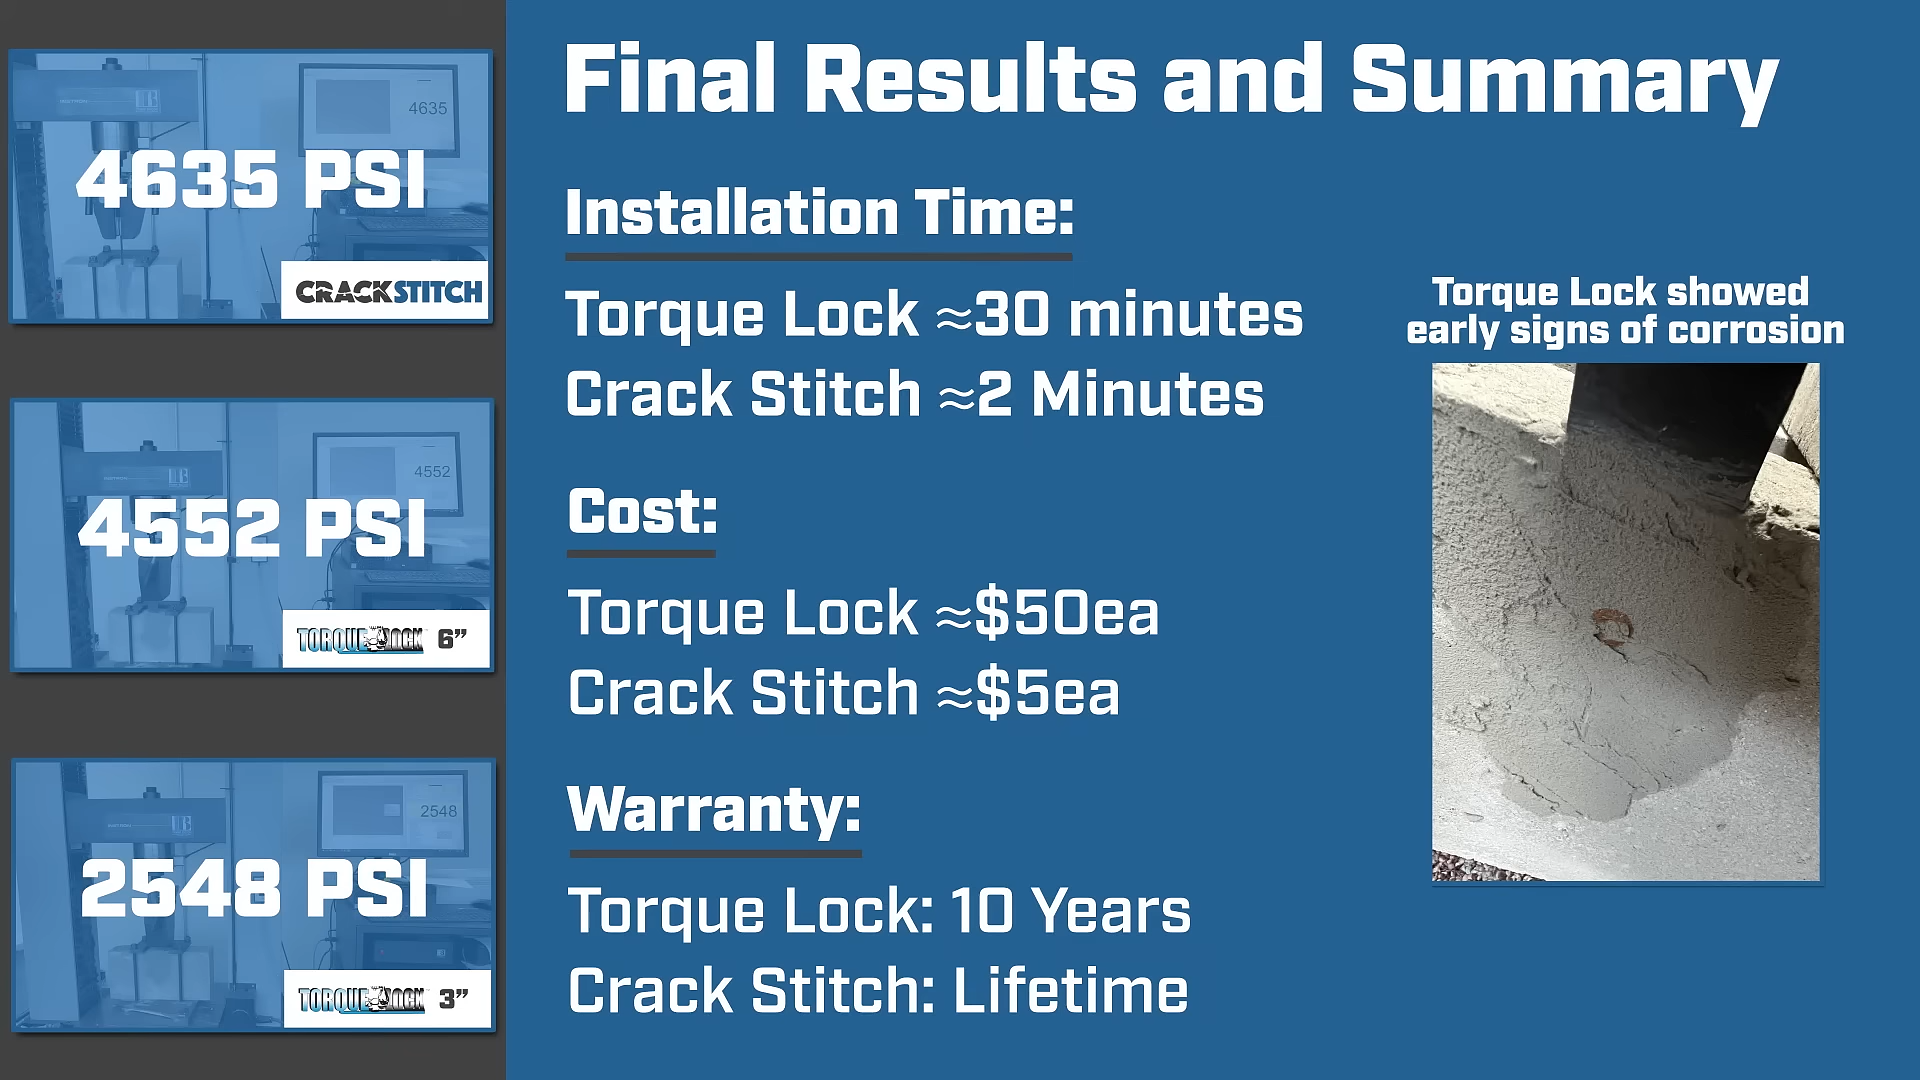 4635
4635 PSI
CRACKSTITCH
4552
4552 PSI
TORQUE LOCK 6”
2548
2548 PSI
TORQUE LOCK 3”
Final Results and Summary
Installation Time:
Torque Lock ≈30 minutes
Crack Stitch ≈2 Minutes
Cost:
Torque Lock ≈$50ea
Crack Stitch ≈$5ea
Warranty:
Torque Lock: 10 Years
Crack Stitch: Lifetime
Torque Lock showed
early signs of corrosion